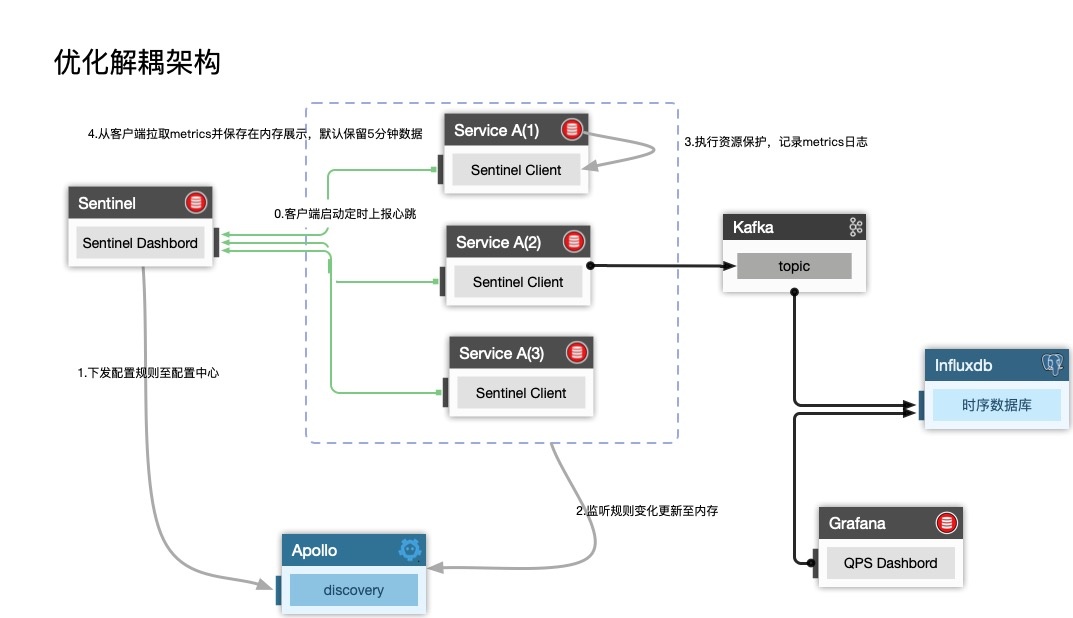 优化解耦架构
4.从客户端拉取metrics并保存在内存展示，默认保留5分钟数据
Service A(1)
Sentinel Client
3.执行资源保护，记录metrics日志
Sentinel
Sentinel Dashbord
0.客户端启动定时上报心跳
Service A(2)
Sentinel Client
Kafka
topic
Service A(3)
Sentinel Client
Influxdb
时序数据库
1.下发配置规则至配置中心
2.监听规则变化更新至内存
Grafana
QPS Dashbord
Apollo
discovery